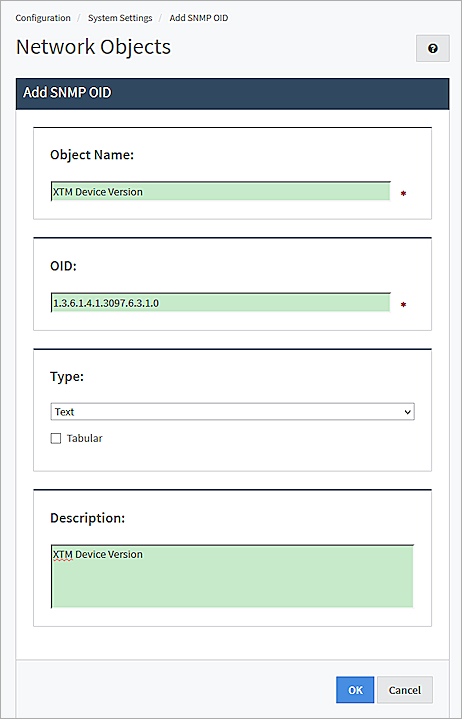 Configuration / System Settings / Add SNMP OID
Network Objects
?
Add SNMP OID
Object Name:
XTM Device Version *
OID:
1.3.6.1.4.1.3097.6.3.1.0 *
Type:
Text
Tabular
Description:
XTM Device Version
OK Cancel